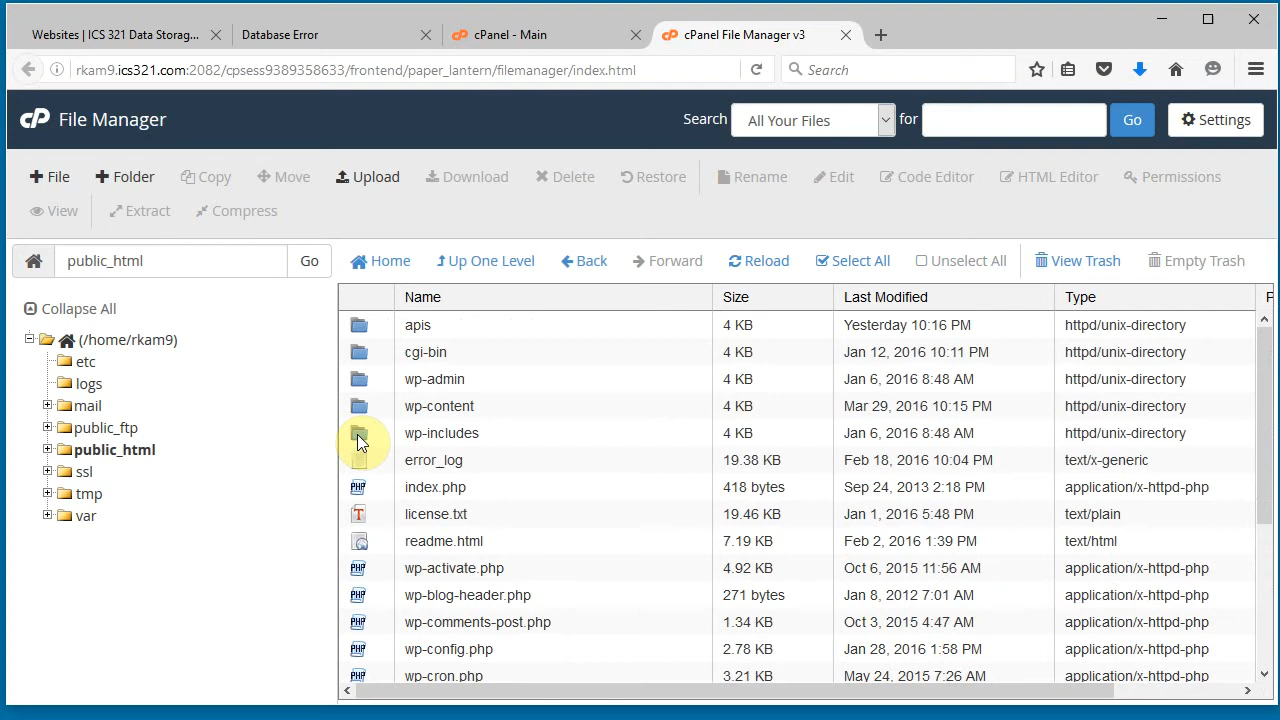 Websites | ICS 321 Data Storag...
Database Error
cPanel - Main
cPanel File Manager v3
rkam9.ics321.com:2082/cpsess9389358633/frontend/paper_lantern/filemanager/index.html
Search
cP File Manager
Search All Your Files for Go Settings
File Folder Copy Move Upload Download Delete Restore Rename Edit Code Editor HTML Editor Permissions
View Extract Compress
public_html Go
Home Up One Level Back Forward Reload Select All Unselect All View Trash Empty Trash
Collapse All
(/home/rkam9)
etc
logs
mail
public_ftp
public_html
ssl
tmp
var
Name Size Last Modified Type
apis 4 KB Yesterday 10:16 PM httpd/unix-directory
cgi-bin 4 KB Jan 12, 2016 10:11 PM httpd/unix-directory
wp-admin 4 KB Jan 6, 2016 8:48 AM httpd/unix-directory
wp-content 4 KB Mar 29, 2016 10:15 PM httpd/unix-directory
wp-includes 4 KB Jan 6, 2016 8:48 AM httpd/unix-directory
error_log 19.38 KB Feb 18, 2016 10:04 PM text/x-generic
PHP index.php 418 bytes Sep 24, 2013 2:18 PM application/x-httpd-php
T license.txt 19.46 KB Jan 1, 2016 5:48 PM text/plain
readme.html 7.19 KB Feb 2, 2016 1:39 PM text/html
PHP wp-activate.php 4.92 KB Oct 6, 2015 11:56 AM application/x-httpd-php
PHP wp-blog-header.php 271 bytes Jan 8, 2012 7:01 AM application/x-httpd-php
PHP wp-comments-post.php 1.34 KB Oct 3, 2015 4:47 AM application/x-httpd-php
PHP wp-config.php 2.78 KB Jan 28, 2016 1:58 PM application/x-httpd-php
PHP wp-cron.php 3.21 KB May 24, 2015 7:26 AM application/x-httpd-php